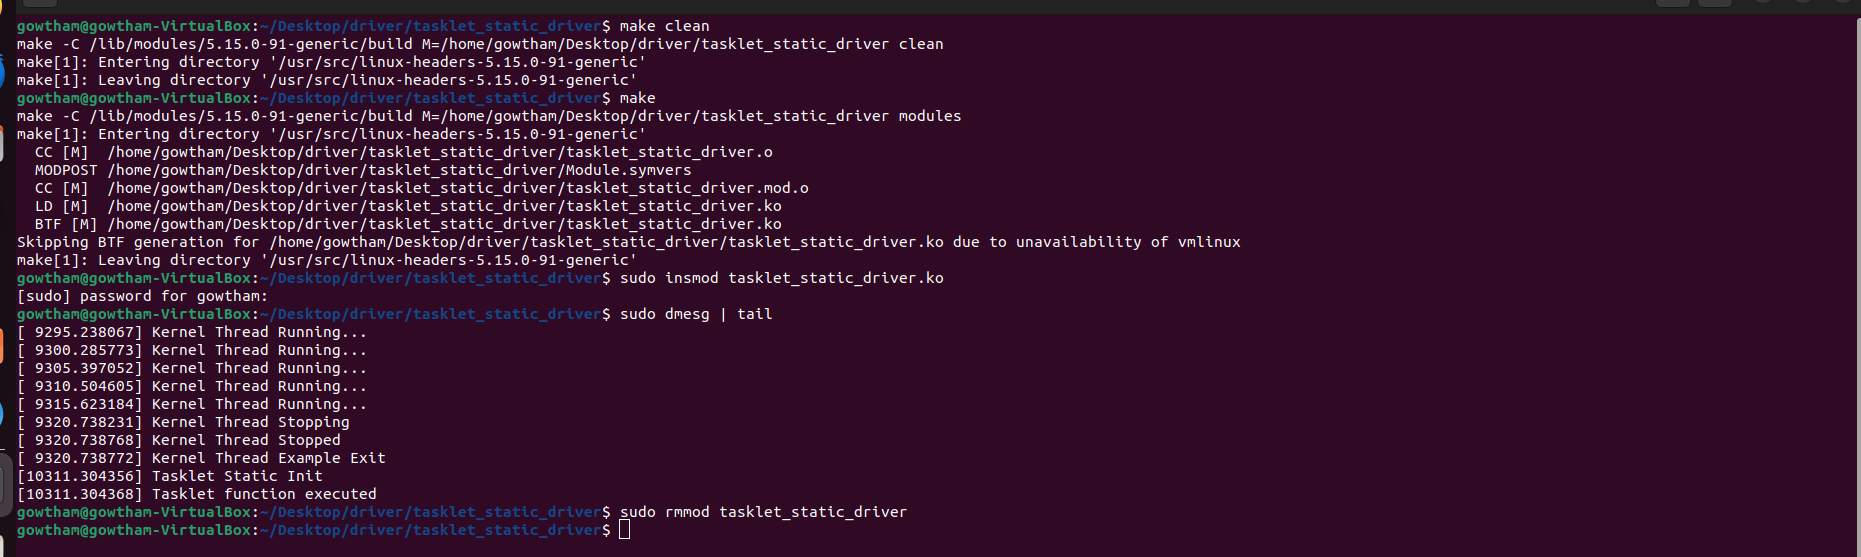 gowtham@gowtham-VirtualBox:~/Desktop/driver/tasklet_static_driver$ make clean
make -C /lib/modules/5.15.0-91-generic/build M=/home/gowtham/Desktop/driver/tasklet_static_driver clean
make[1]: Entering directory '/usr/src/linux-headers-5.15.0-91-generic'
make[1]: Leaving directory '/usr/src/linux-headers-5.15.0-91-generic'
gowtham@gowtham-VirtualBox:~/Desktop/driver/tasklet_static_driver$ make
make -C /lib/modules/5.15.0-91-generic/build M=/home/gowtham/Desktop/driver/tasklet_static_driver modules
make[1]: Entering directory '/usr/src/linux-headers-5.15.0-91-generic'
  CC [M]  /home/gowtham/Desktop/driver/tasklet_static_driver/tasklet_static_driver.o
  MODPOST /home/gowtham/Desktop/driver/tasklet_static_driver/Module.symvers
  CC [M]  /home/gowtham/Desktop/driver/tasklet_static_driver/tasklet_static_driver.mod.o
  LD [M]  /home/gowtham/Desktop/driver/tasklet_static_driver/tasklet_static_driver.ko
  BTF [M] /home/gowtham/Desktop/driver/tasklet_static_driver/tasklet_static_driver.ko
Skipping BTF generation for /home/gowtham/Desktop/driver/tasklet_static_driver/tasklet_static_driver.ko due to unavailability of vmlinux
make[1]: Leaving directory '/usr/src/linux-headers-5.15.0-91-generic'
gowtham@gowtham-VirtualBox:~/Desktop/driver/tasklet_static_driver$ sudo insmod tasklet_static_driver.ko
[sudo] password for gowtham:
gowtham@gowtham-VirtualBox:~/Desktop/driver/tasklet_static_driver$ sudo dmesg | tail
[ 9295.238067] Kernel Thread Running...
[ 9300.285773] Kernel Thread Running...
[ 9305.397052] Kernel Thread Running...
[ 9310.504605] Kernel Thread Running...
[ 9315.623184] Kernel Thread Running...
[ 9320.738231] Kernel Thread Stopping
[ 9320.738768] Kernel Thread Stopped
[ 9320.738772] Kernel Thread Example Exit
[10311.304356] Tasklet Static Init
[10311.304368] Tasklet function executed
gowtham@gowtham-VirtualBox:~/Desktop/driver/tasklet_static_driver$ sudo rmmod tasklet_static_driver
gowtham@gowtham-VirtualBox:~/Desktop/driver/tasklet_static_driver$